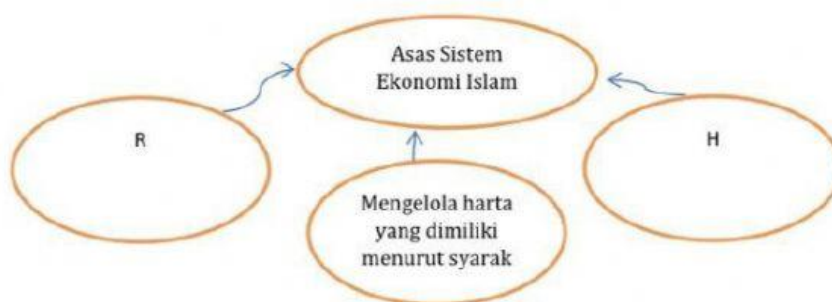 Asas Sistem
Ekonomi Islam
R
H
Mengelola harta
yang dimiliki
menurut syarak